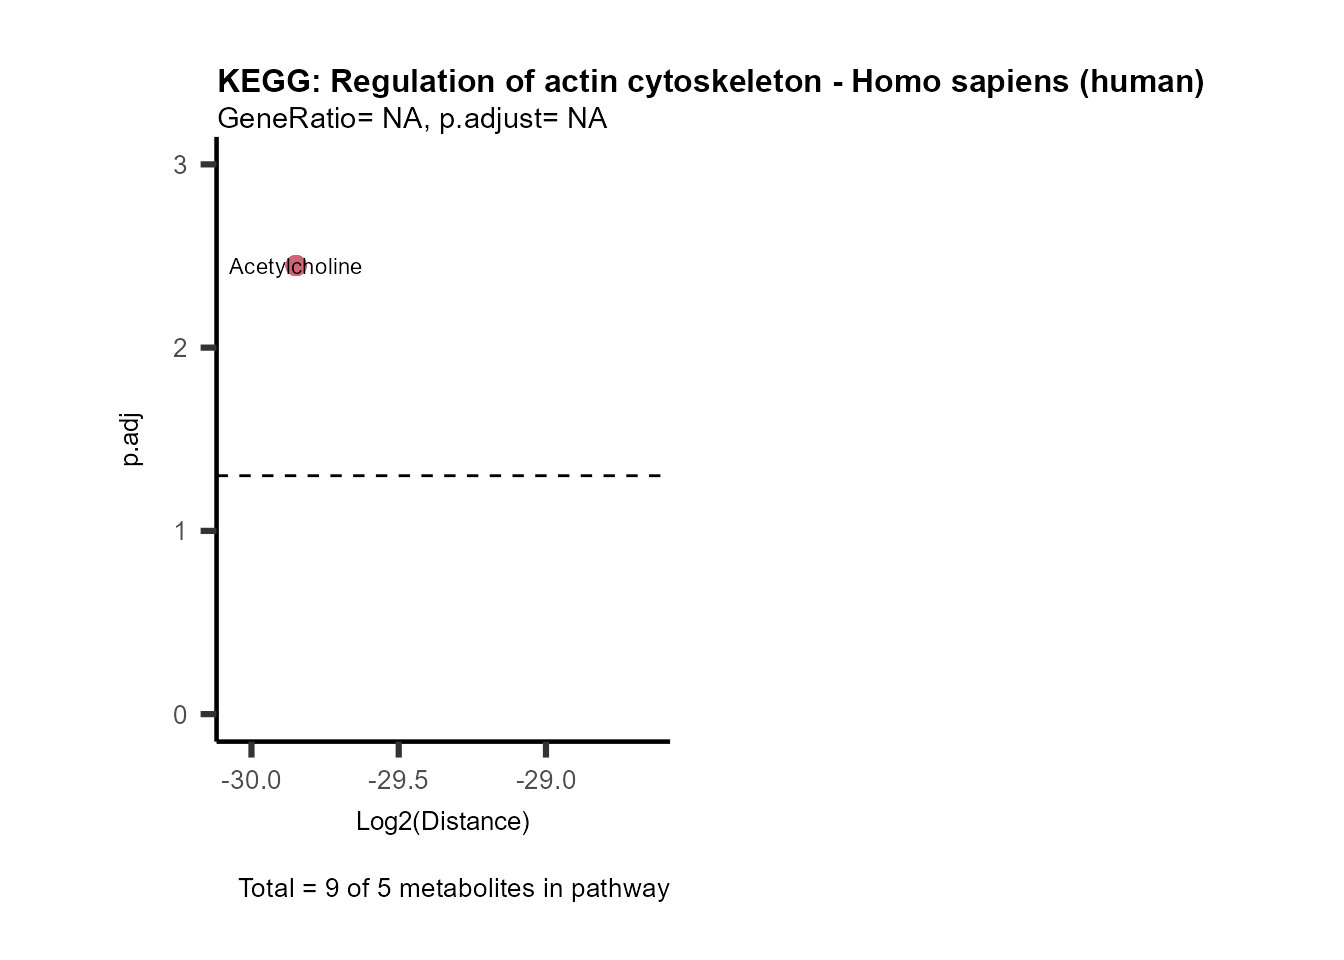 KEGG: Regulation of actin cytoskeleton - Homo sapiens (human)
GeneRatio= NA, p.adjust= NA
3
Acetylcholine
2
p.adj
1
0
-30.0 -29.5 -29.0
Log2(Distance)
Total = 9 of 5 metabolites in pathway